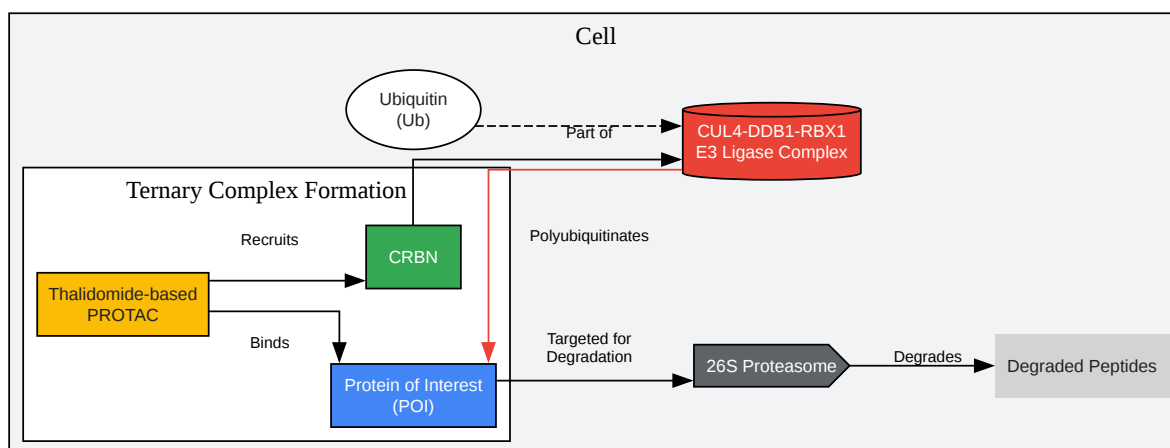 Cell
Ubiquitin
(Ub)
Part of
CUL4-DDB1-RBX1
E3 Ligase Complex
Ternary Complex Formation
Recruits
CRBN
Polyubiquitinates
Thalidomide-based
PROTAC
Binds
Protein of Interest
(POI)
Targeted for
Degradation
26S Proteasome
Degrades
Degraded Peptides